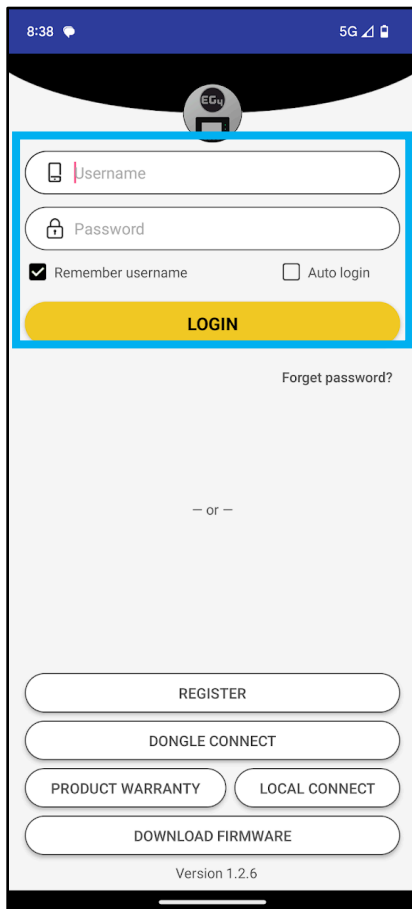 8:38 5G
EG4
Username
Password
Remember username Auto login
LOGIN
Forget password?
— or —
REGISTER
DONGLE CONNECT
PRODUCT WARRANTY LOCAL CONNECT
DOWNLOAD FIRMWARE
Version 1.2.6